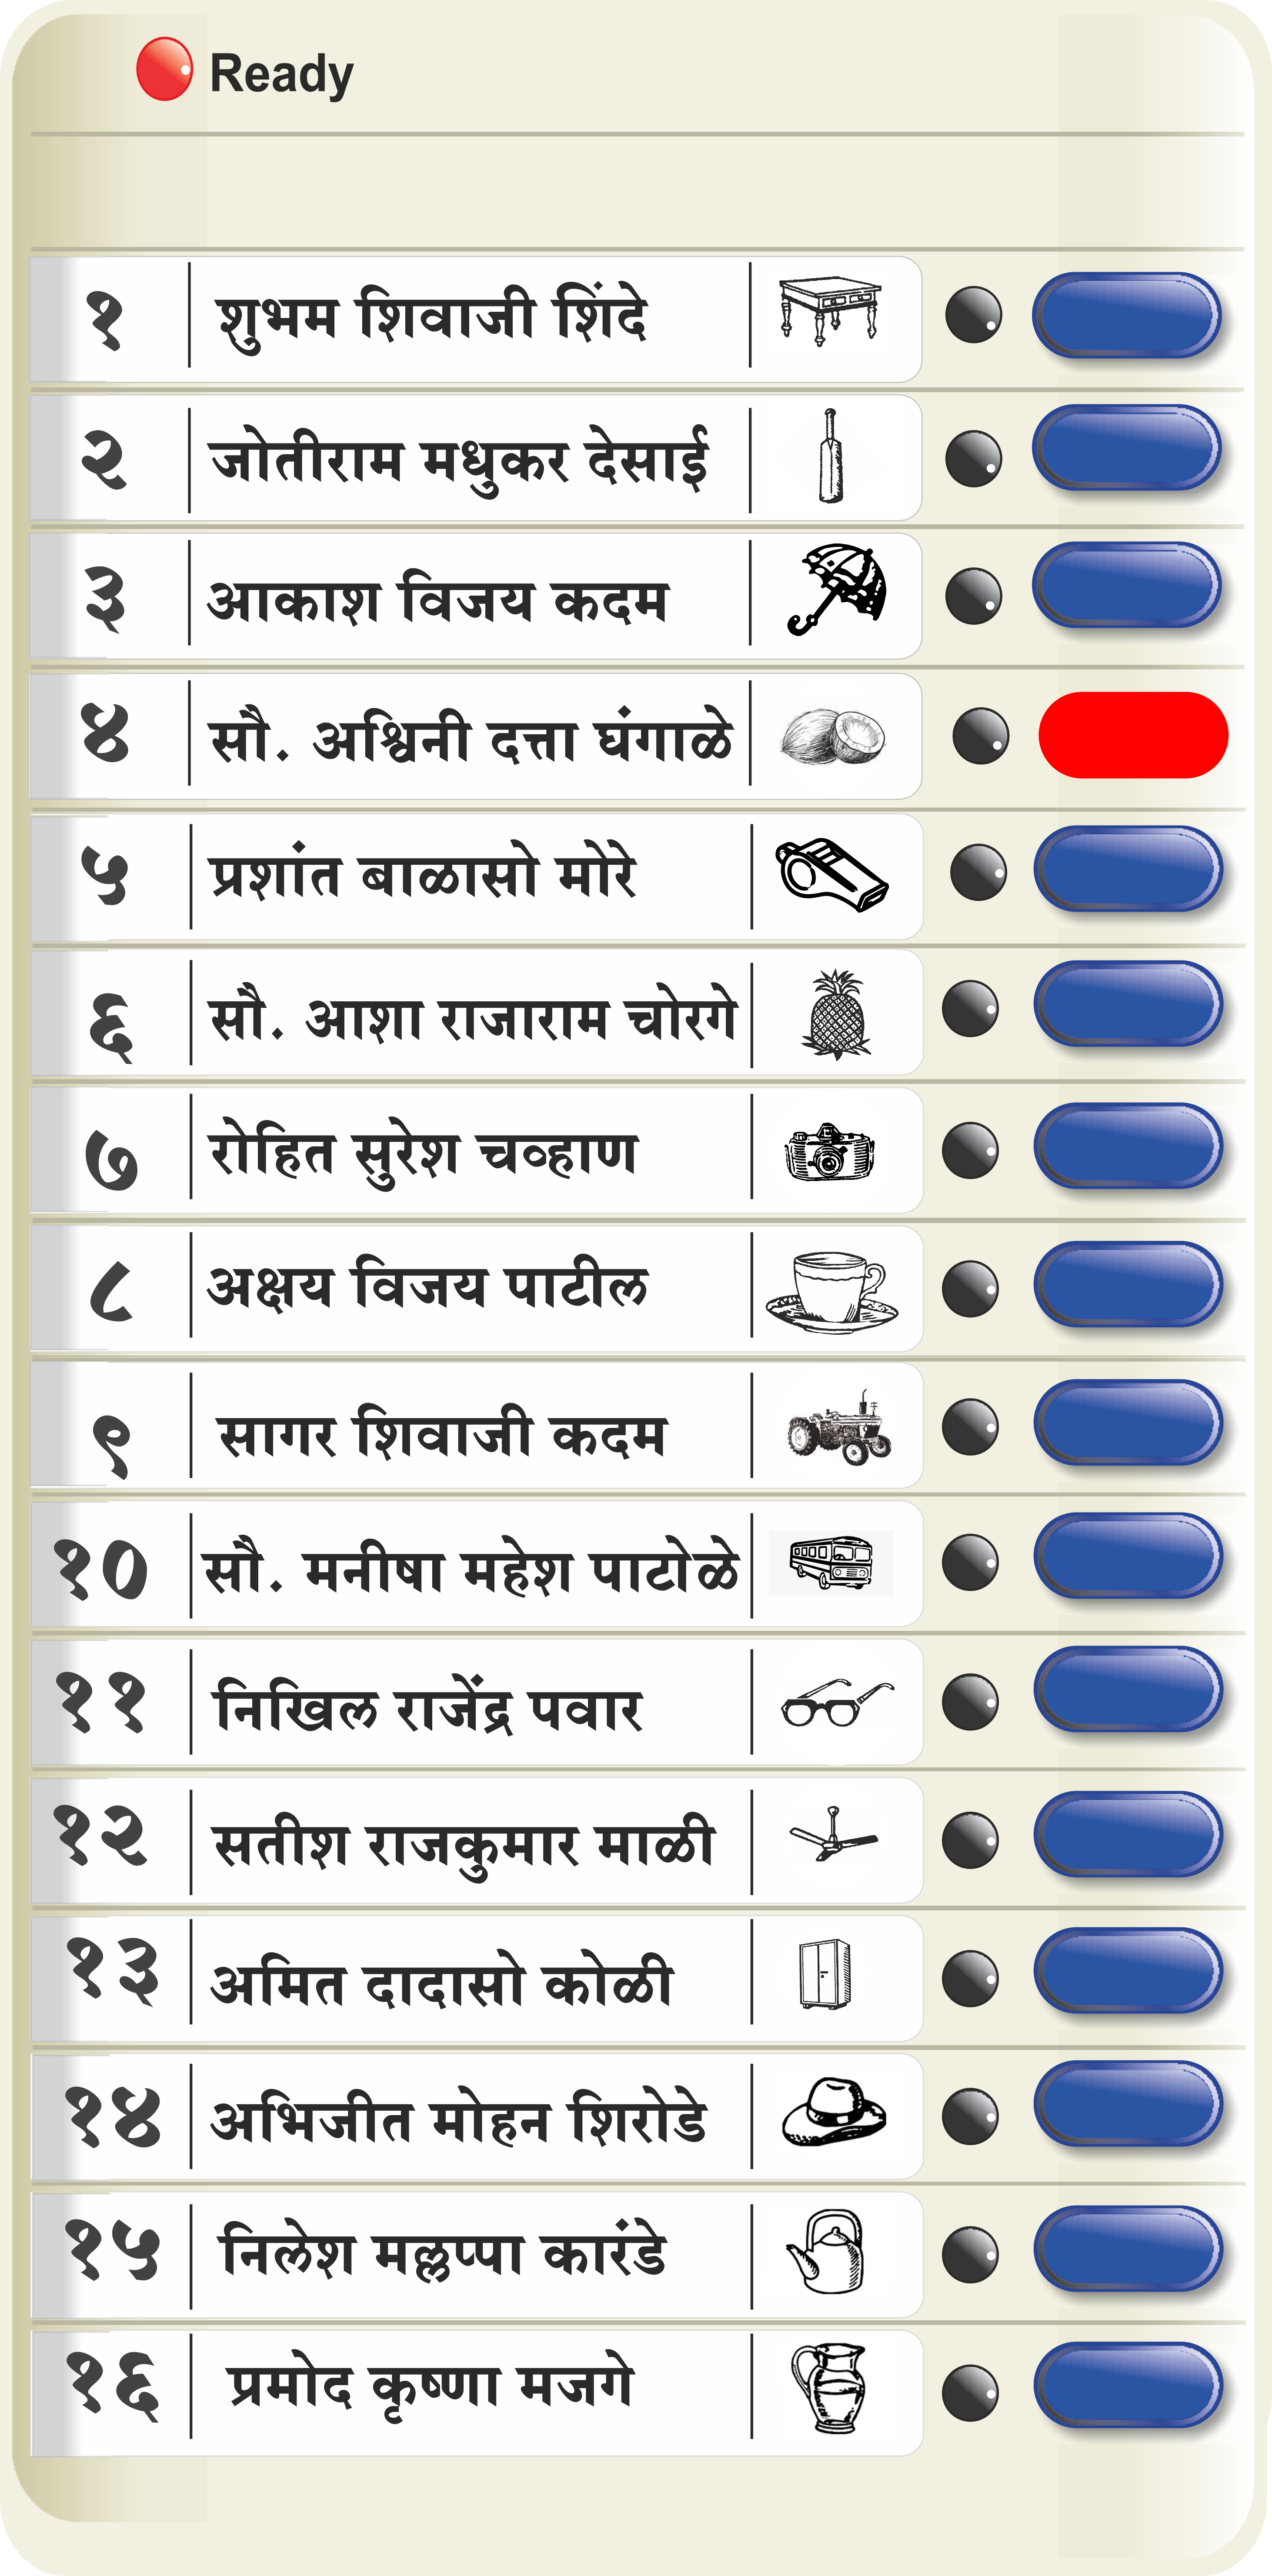 Ready
१ शुभम शिवाजी शिंदे
२ जोतीराम मधुकर देसाई
३ आकाश विजय कदम
४ सौ. अश्विनी दत्ता घंगाळे
५ प्रशांत बाळासो मोरे
६ सौ. आशा राजाराम चोरगे
७ रोहित सुरेश चव्हाण
८ अक्षय विजय पाटील
९ सागर शिवाजी कदम
१० सौ. मनीषा महेश पाटोळे
११ निखिल राजेंद्र पवार
१२ सतीश राजकुमार माळी
१३ अमित दादासो कोळी
१४ अभिजीत मोहन शिरोडे
१५ निलेश मल्लप्पा कारंडे
१६ प्रमोद कृष्णा मजगे